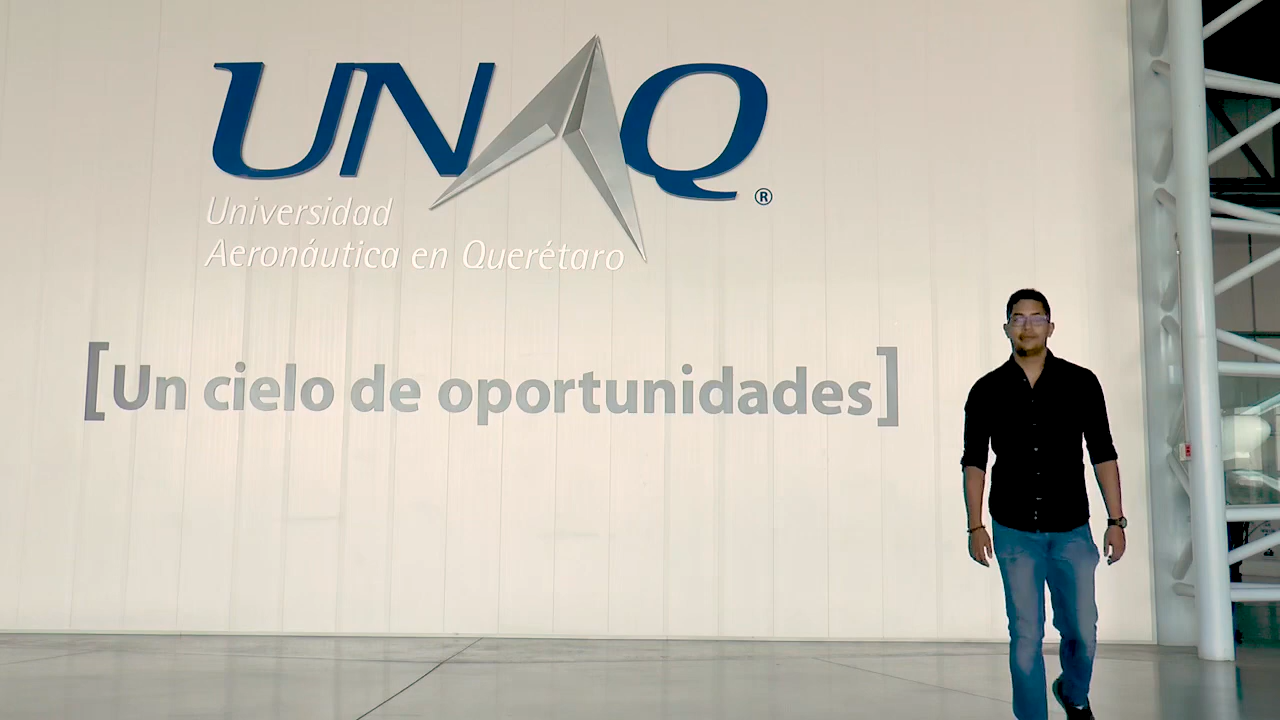 UNAQ®
Universidad
Aeronáutica en Querétaro
[Un cielo de oportunidades]